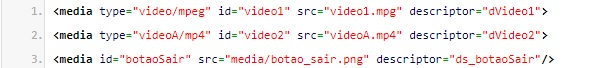 1. <media type="video/mpeg" id="video1" src="video1.mpg" descriptor="dVideo1">
2. <media type="videoA/mp4" id="video2" src="videoA.mp4" descriptor="dVideo2">
3. <media id="botaoSair" src="media/botao_sair.png" descriptor="ds_botaoSair"/>